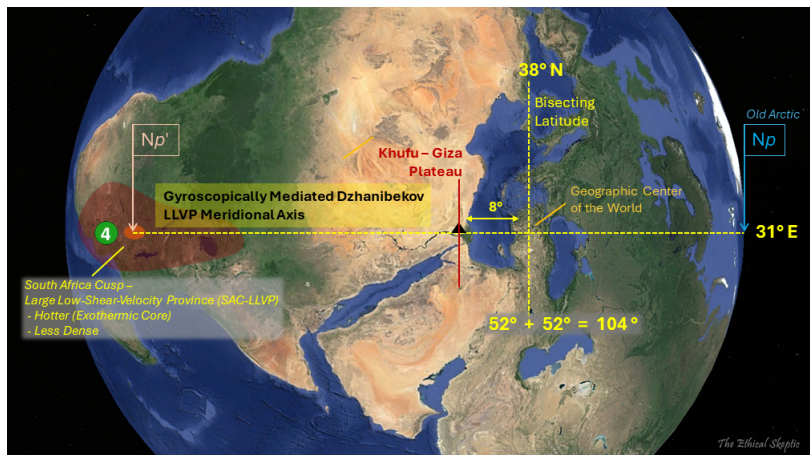 38° N
Bisecting
Latitude
Old Arctic
Np'
Np
Khufu – Giza
Plateau
Gyroscopically Mediated Dzhanibekov
LLVP Meridional Axis
Geographic Center
of the World
8°
4
31° E
South Africa Cusp –
Large Low-Shear-Velocity Province (SAC-LLVP)
- Hotter (Exothermic Core)
- Less Dense
52° + 52° = 104°
The Ethical Skeptic